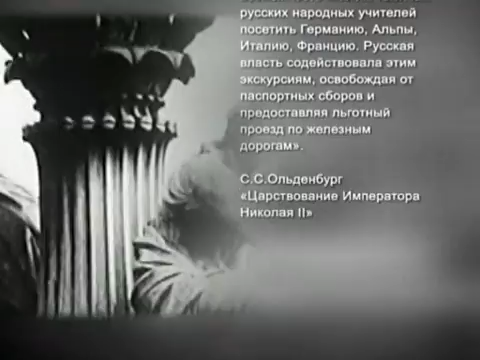 русских народных учителей
посетить Германию, Альпы,
Италию, Францию. Русская
власть содействовала этим
экскурсиям, освобождая от
паспортных сборов и
предоставляя льготный
проезд по железным
дорогам».
С.С.Ольденбург
«Царствование Императора
Николая II»